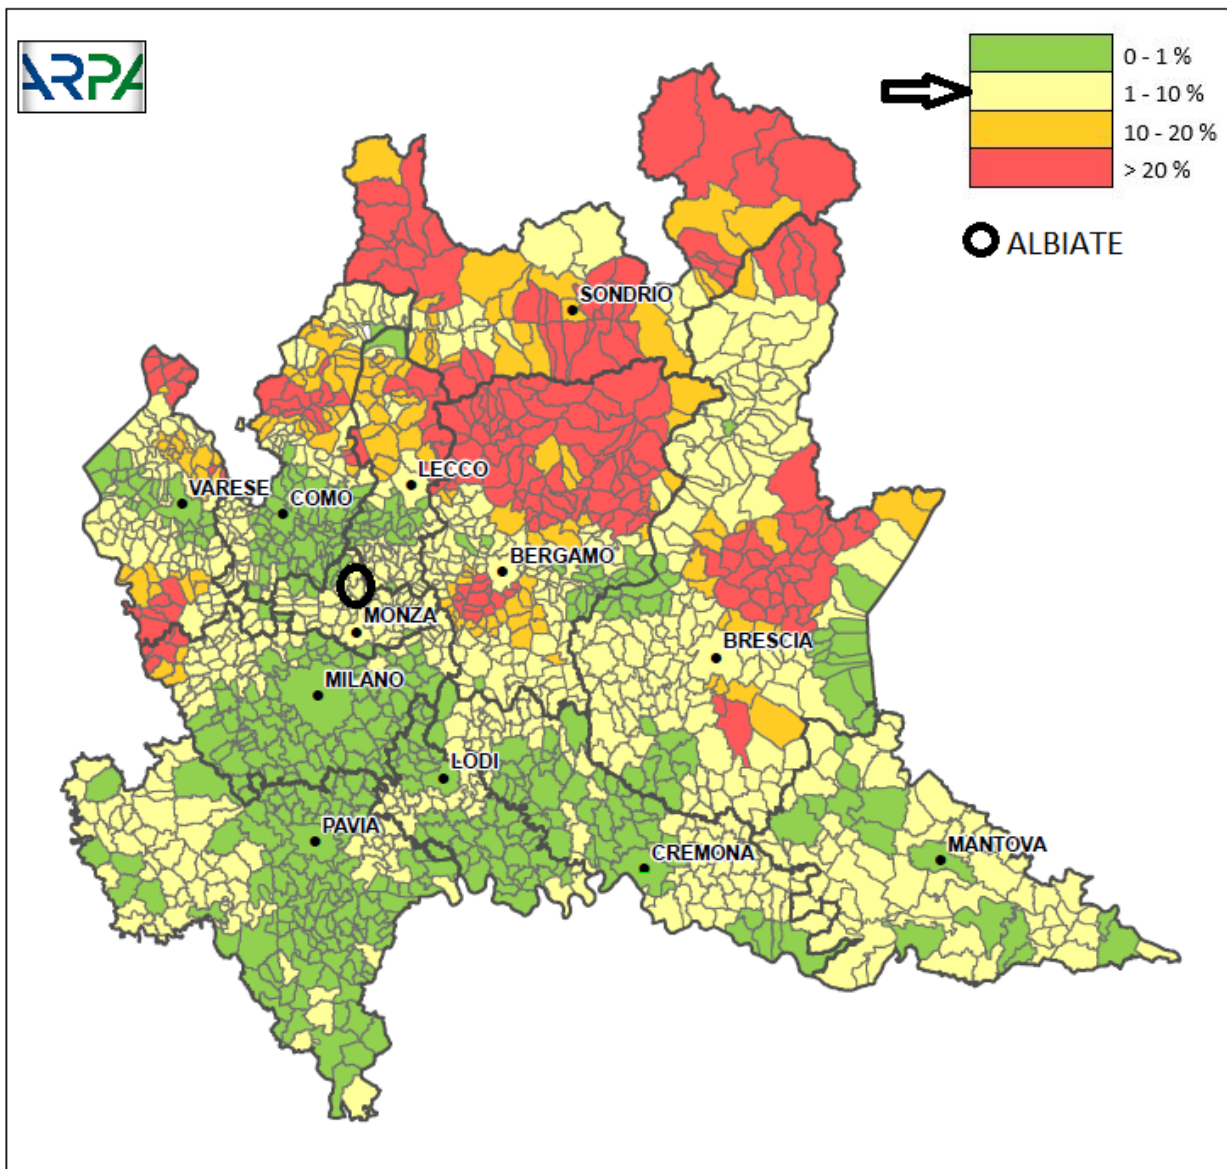 ARPA
0 - 1 %
1 - 10 %
10 - 20 %
> 20 %
ALBIATE
SONDRIO
LECCO
VARESE
COMO
BERGAMO
MONZA
BRESCIA
MILANO
LODI
PAVIA
CREMONA
MANTOVA